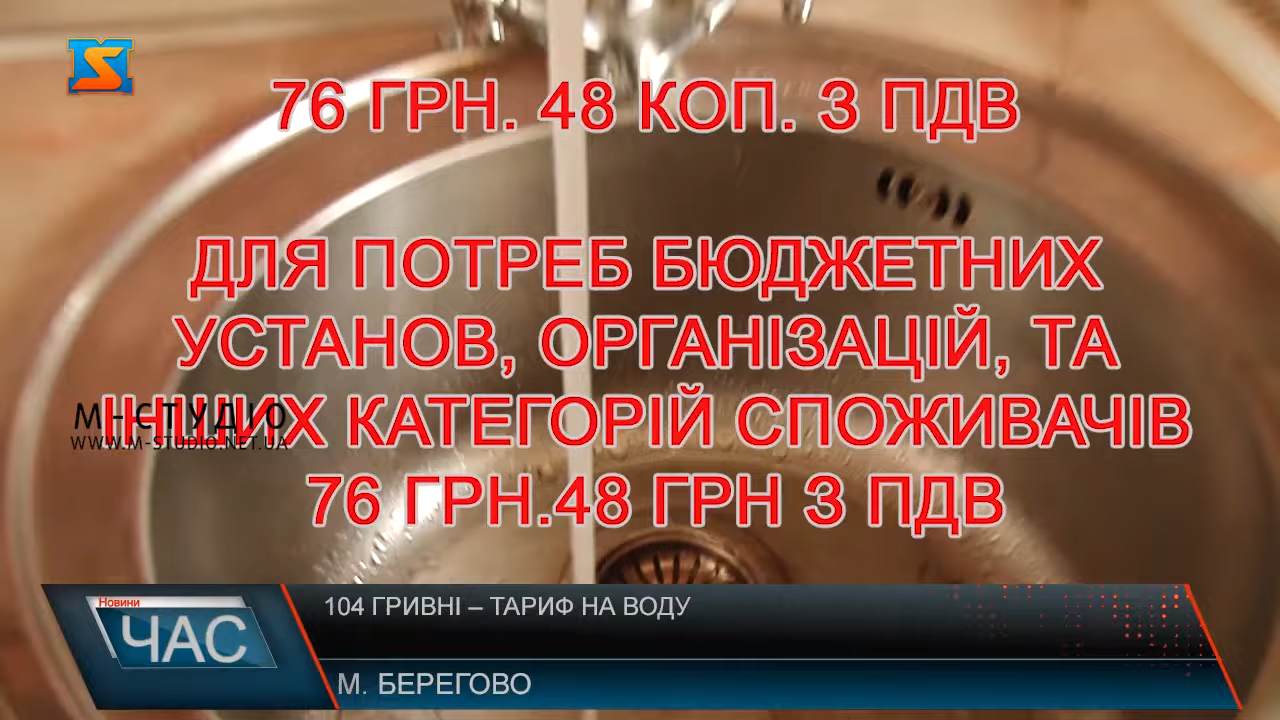 76 ГРН. 48 КОП. З ПДВ
ДЛЯ ПОТРЕБ БЮДЖЕТНИХ
УСТАНОВ, ОРГАНІЗАЦІЙ, ТА
ІНШИХ КАТЕГОРІЙ СПОЖИВАЧІВ
М-СТУДІО
WWW.M-STUDIO.NET.UA
76 ГРН.48 ГРН З ПДВ
Новини
ЧАС
104 ГРИВНІ – ТАРИФ НА ВОДУ
М. БЕРЕГОВО